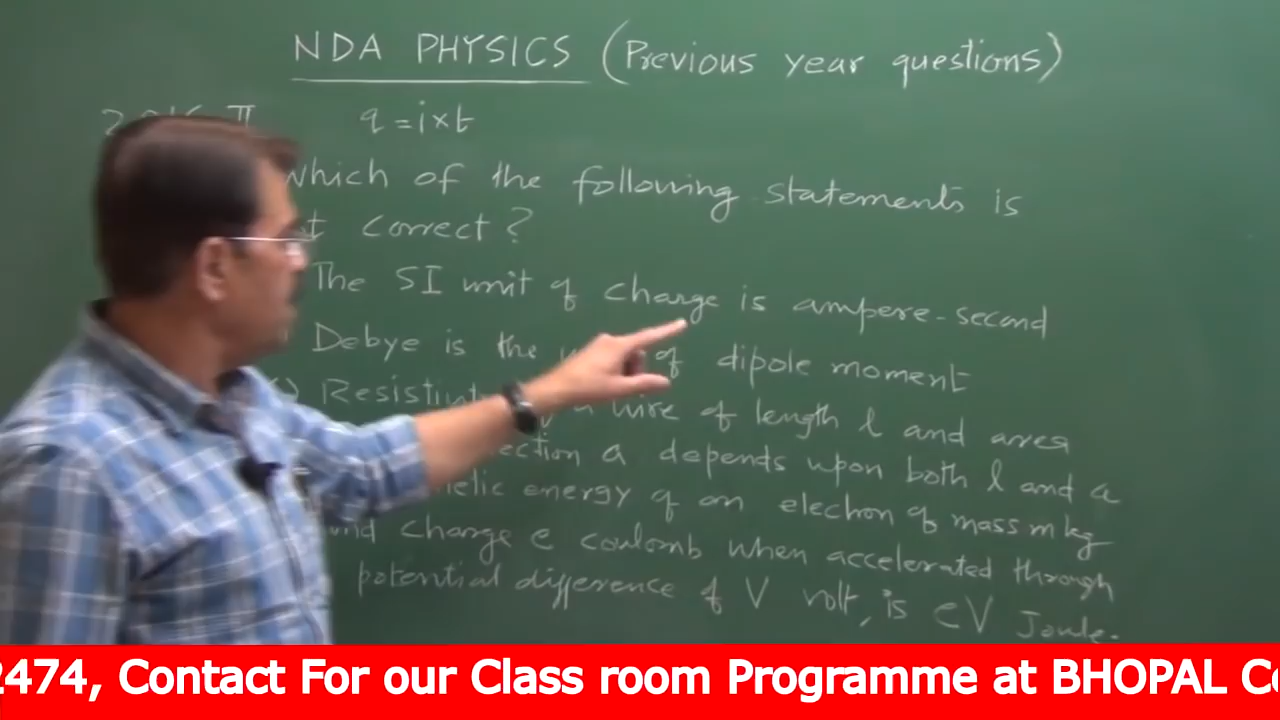 NDA PHYSICS (Previous year questions)
q = i × t
Which of the following statements is
correct?
The SI unit of charge is ampere-second
Debye is the of dipole moment
wire of length l and area
a depends upon both l and a
energy of an electron of mass m kg
and charge e coulomb when accelerated through
potential difference of V volt, is eV Joule.
2474, Contact For our Class room Programme at BHOPAL Ce